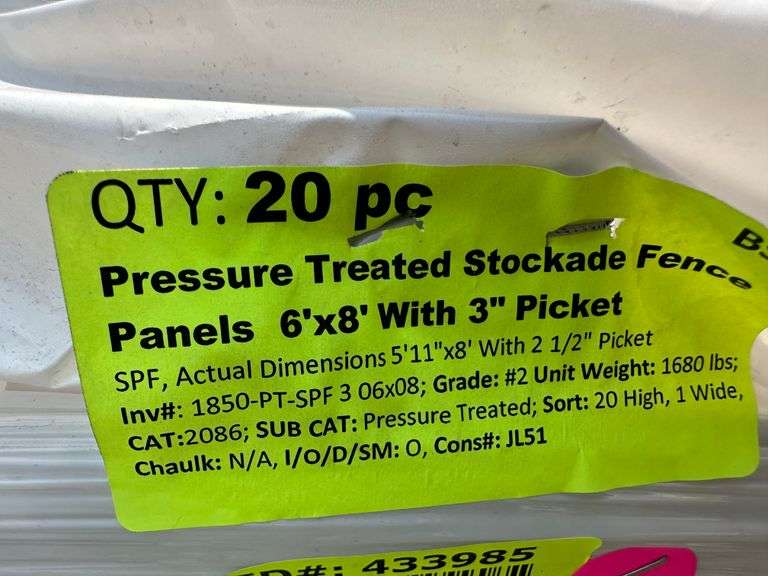 QTY: 20 pc
Pressure Treated Stockade Fence
Panels 6'x8' With 3" Picket
SPF, Actual Dimensions 5'11"x8' With 2 1/2" Picket
Inv#: 1850-PT-SPF 3 06x08; Grade: #2 Unit Weight: 1680 lbs;
CAT:2086; SUB CAT: Pressure Treated; Sort: 20 High, 1 Wide,
Chaulk: N/A, I/O/D/SM: O, Cons#: JL51
#: 433985